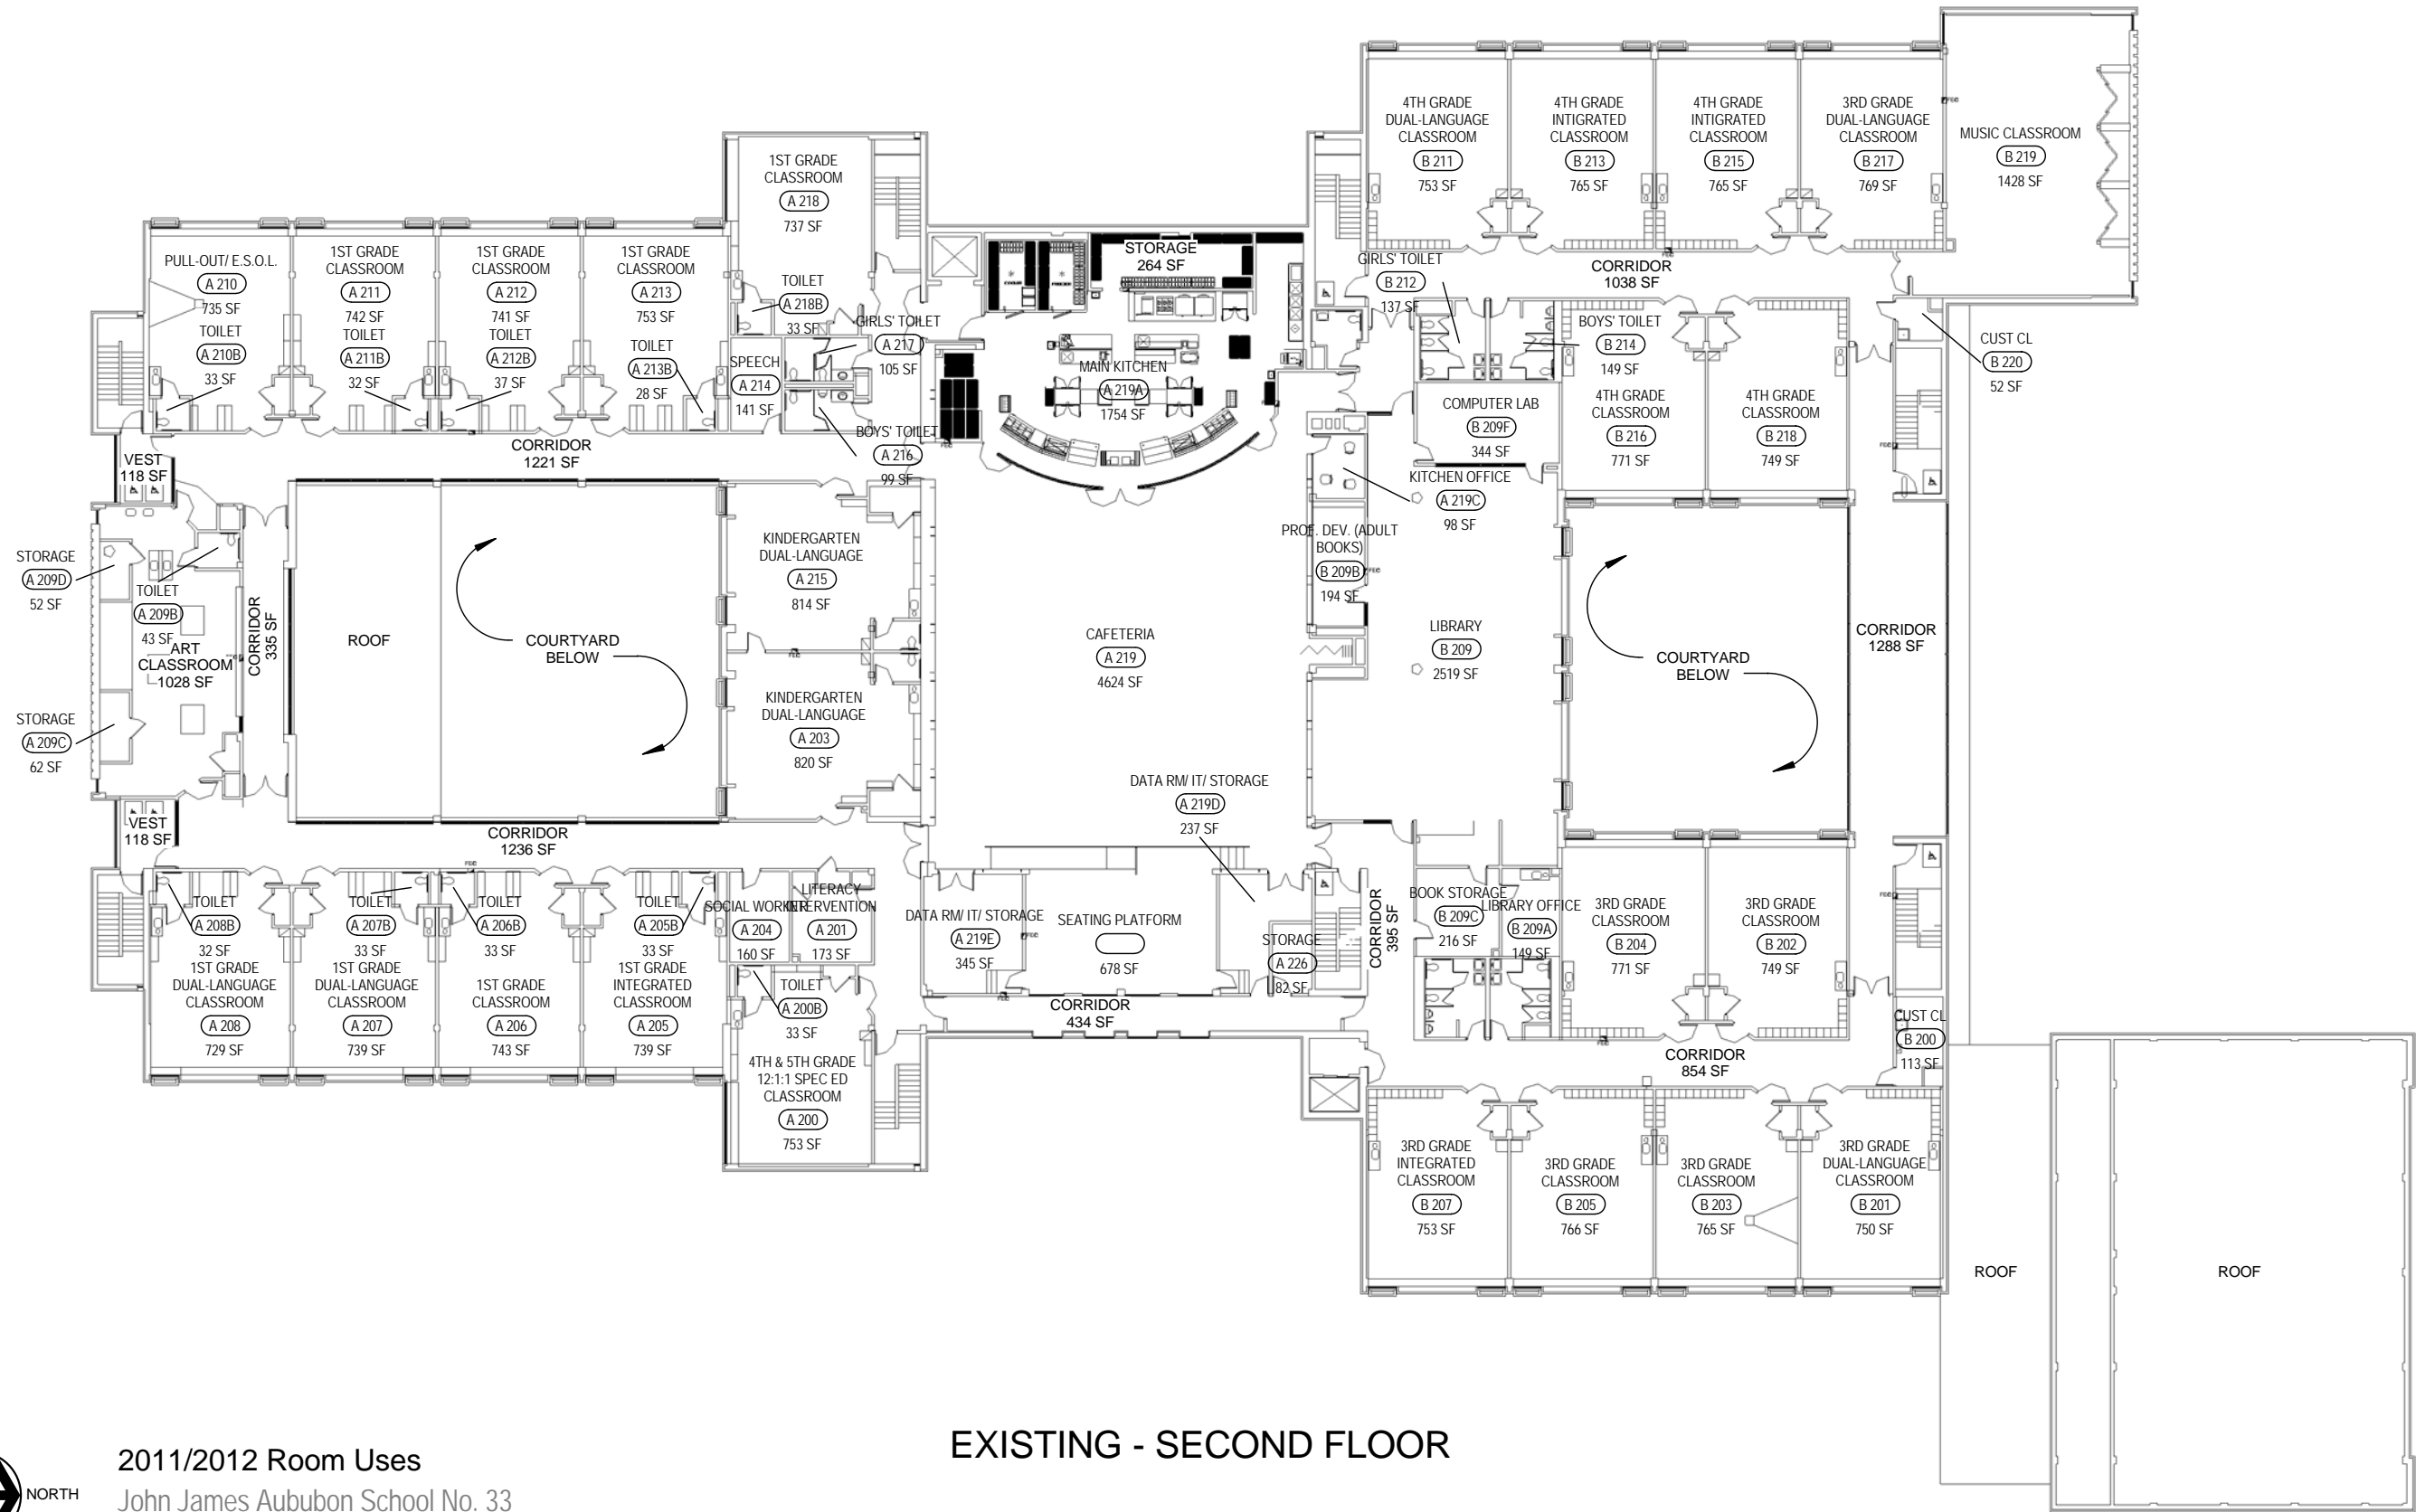 4TH GRADE
DUAL-LANGUAGE
CLASSROOM
B 211
753 SF
4TH GRADE
INTIGRATED
CLASSROOM
B 213
765 SF
4TH GRADE
INTIGRATED
CLASSROOM
B 215
765 SF
3RD GRADE
DUAL-LANGUAGE
CLASSROOM
B 217
769 SF
MUSIC CLASSROOM
B 219
1428 SF
1ST GRADE
CLASSROOM
A 218
737 SF
PULL-OUT/ E.S.O.L.
A 210
735 SF
TOILET
A 210B
33 SF
1ST GRADE
CLASSROOM
A 211
742 SF
TOILET
A 211B
32 SF
1ST GRADE
CLASSROOM
A 212
741 SF
TOILET
A 212B
37 SF
1ST GRADE
CLASSROOM
A 213
753 SF
TOILET
A 213B
28 SF
TOILET
A 218B
33 SF
GIRLS' TOILET
A 217
105 SF
SPEECH
A 214
141 SF
BOYS' TOILET
A 216
99 SF
STORAGE
264 SF
COOLER
FREEZER
MAIN KITCHEN
A 219A
1754 SF
GIRLS' TOILET
B 212
137 SF
CORRIDOR
1038 SF
BOYS' TOILET
B 214
149 SF
4TH GRADE
CLASSROOM
B 216
771 SF
4TH GRADE
CLASSROOM
B 218
749 SF
CUST CL
B 220
52 SF
COMPUTER LAB
B 209F
344 SF
KITCHEN OFFICE
A 219C
98 SF
PROF. DEV. (ADULT
BOOKS)
B 209B
194 SF
CORRIDOR
1221 SF
VEST
118 SF
STORAGE
A 209D
52 SF
TOILET
A 209B
43 SF
ART
CLASSROOM
1028 SF
STORAGE
A 209C
62 SF
CORRIDOR
335 SF
ROOF
COURTYARD
BELOW
KINDERGARTEN
DUAL-LANGUAGE
A 215
814 SF
KINDERGARTEN
DUAL-LANGUAGE
A 203
820 SF
CAFETERIA
A 219
4624 SF
LIBRARY
B 209
2519 SF
COURTYARD
BELOW
CORRIDOR
1288 SF
VEST
118 SF
CORRIDOR
1236 SF
DATA RM/ IT/ STORAGE
A 219D
237 SF
TOILET
A 208B
32 SF
1ST GRADE
DUAL-LANGUAGE
CLASSROOM
A 208
729 SF
TOILET
A 207B
33 SF
1ST GRADE
DUAL-LANGUAGE
CLASSROOM
A 207
739 SF
TOILET
A 206B
33 SF
1ST GRADE
CLASSROOM
A 206
743 SF
TOILET
A 205B
33 SF
1ST GRADE
INTEGRATED
CLASSROOM
A 205
739 SF
SOCIAL WORKER
A 204
160 SF
LITERACY
INTERVENTION
A 201
173 SF
TOILET
A 200B
33 SF
4TH & 5TH GRADE
12:1:1 SPEC ED
CLASSROOM
A 200
753 SF
DATA RM/ IT/ STORAGE
A 219E
345 SF
SEATING PLATFORM
678 SF
STORAGE
A 226
82 SF
CORRIDOR
434 SF
CORRIDOR
395 SF
BOOK STORAGE
B 209C
216 SF
LIBRARY OFFICE
B 209A
149 SF
3RD GRADE
CLASSROOM
B 204
771 SF
3RD GRADE
CLASSROOM
B 202
749 SF
CUST CL
B 200
113 SF
CORRIDOR
854 SF
3RD GRADE
INTEGRATED
CLASSROOM
B 207
753 SF
3RD GRADE
CLASSROOM
B 205
766 SF
3RD GRADE
CLASSROOM
B 203
765 SF
3RD GRADE
DUAL-LANGUAGE
CLASSROOM
B 201
750 SF
ROOF
ROOF
EXISTING - SECOND FLOOR
2011/2012 Room Uses
NORTH
John James Aububon School No. 33